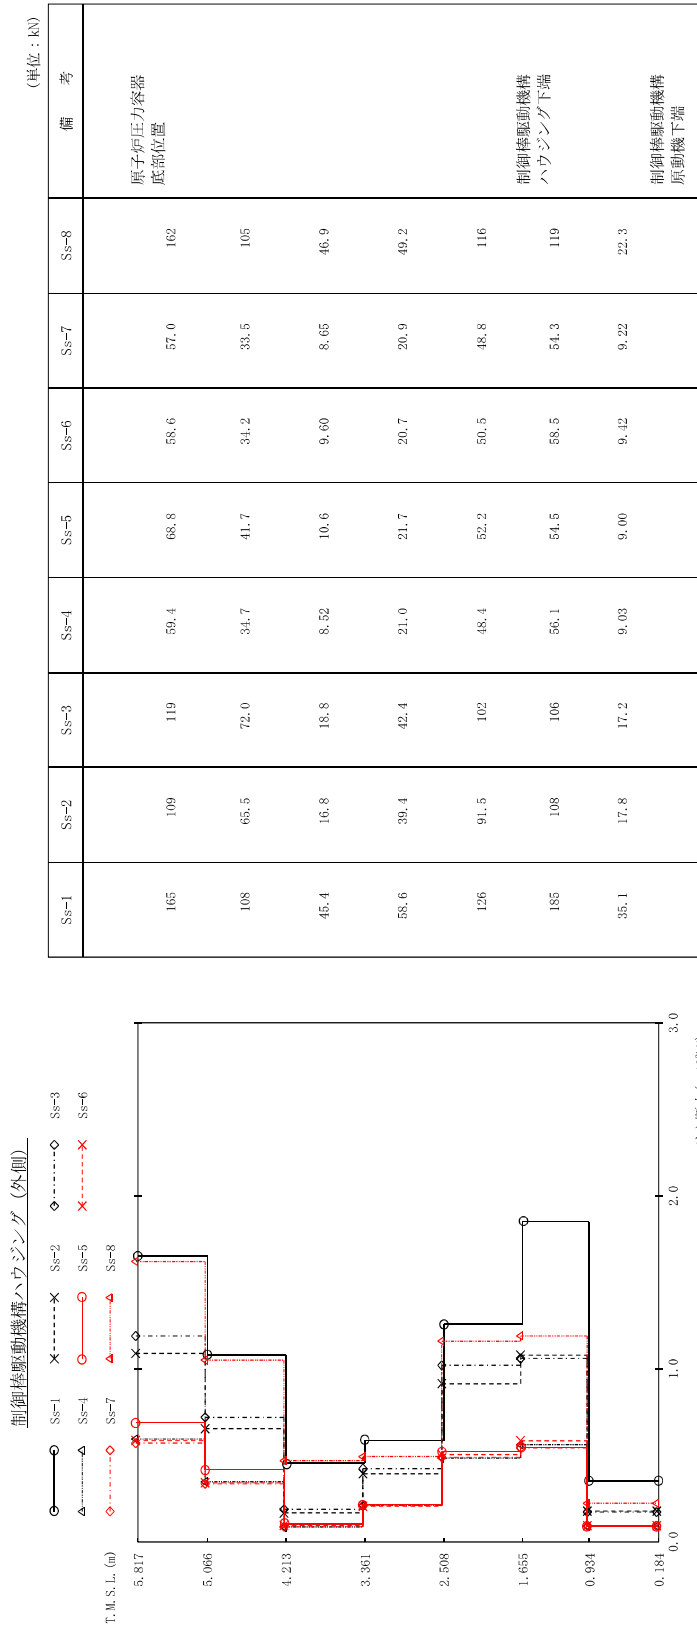 制御棒駆動機構ハウジング（外側）
Ss-1 Ss-2 Ss-3
Ss-4 Ss-5 Ss-6
Ss-7 Ss-8
T.M.S.L.(m)
5.817
5.066
4.213
3.361
2.508
1.655
0.934
0.184
0.0 1.0 2.0 3.0
(単位：kN)
Ss-1 Ss-2 Ss-3 Ss-4 Ss-5 Ss-6 Ss-7 Ss-8 備 考
原子炉圧力容器
底部位置
165 109 119 59.4 68.8 58.6 57.0 162
108 65.5 72.0 34.7 41.7 34.2 33.5 105
45.4 16.8 18.8 8.52 10.6 9.60 8.65 46.9
58.6 39.4 42.4 21.0 21.7 20.7 20.9 49.2
126 91.5 102 48.4 52.2 50.5 48.8 116
制御棒駆動機構
ハウジング下端
185 108 106 56.1 54.5 58.5 54.3 119
35.1 17.8 17.2 9.03 9.00 9.42 9.22 22.3
制御棒駆動機構
原動機下端